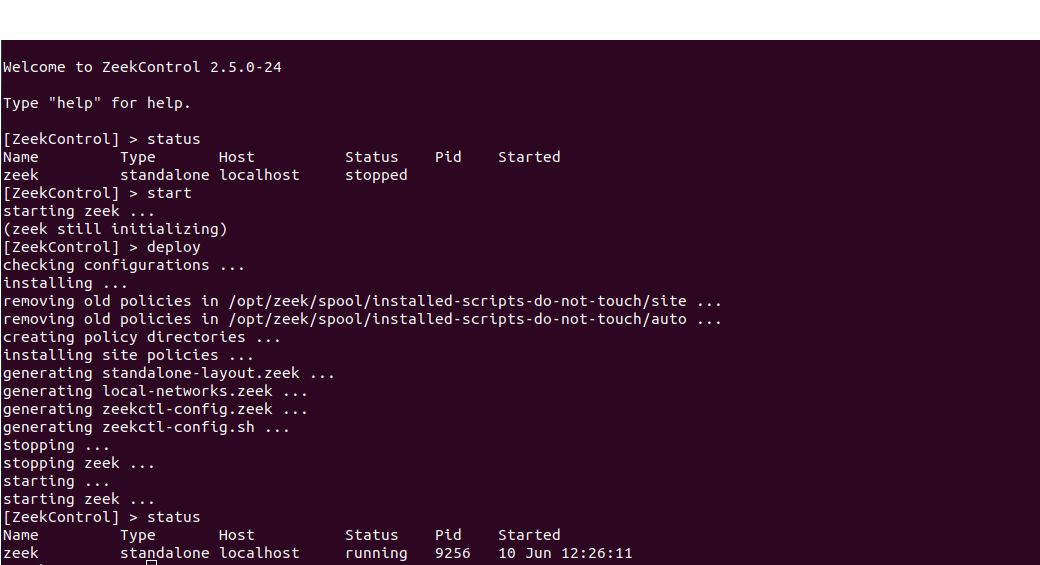 Welcome to ZeekControl 2.5.0-24
Type "help" for help.
[ZeekControl] > status
Name         Type       Host          Status    Pid    Started
zeek         standalone localhost     stopped
[ZeekControl] > start
starting zeek ...
(zeek still initializing)
[ZeekControl] > deploy
checking configurations ...
installing ...
removing old policies in /opt/zeek/spool/installed-scripts-do-not-touch/site ...
removing old policies in /opt/zeek/spool/installed-scripts-do-not-touch/auto ...
creating policy directories ...
installing site policies ...
generating standalone-layout.zeek ...
generating local-networks.zeek ...
generating zeekctl-config.zeek ...
generating zeekctl-config.sh ...
stopping ...
stopping zeek ...
starting ...
starting zeek ...
[ZeekControl] > status
Name         Type       Host          Status    Pid    Started
zeek         standalone localhost     running   9256   10 Jun 12:26:11